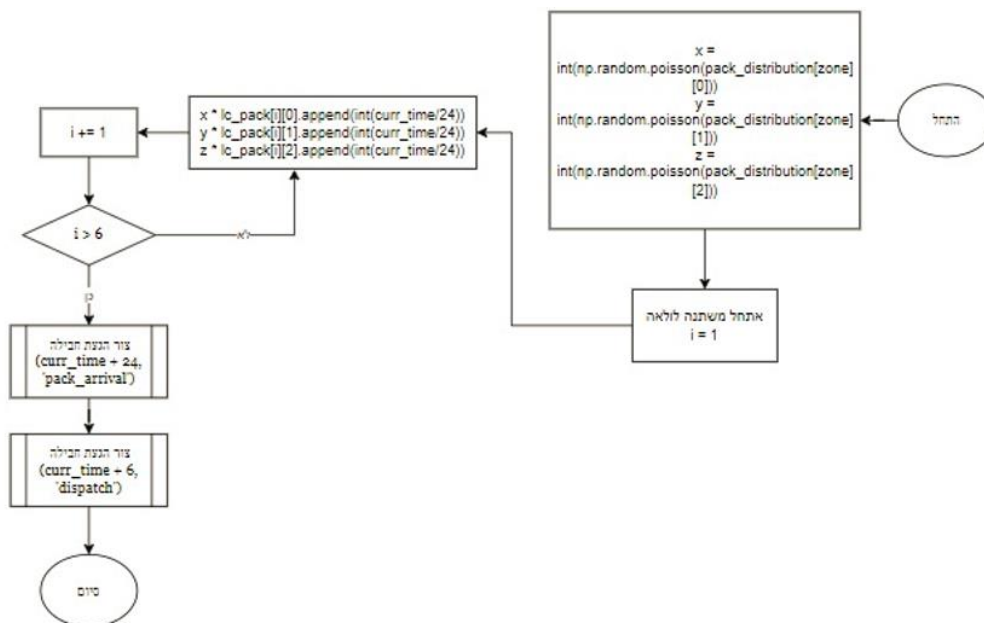 התחל
x =
int(np.random.poisson(pack_distribution[zone]
[0]))
y =
int(np.random.poisson(pack_distribution[zone]
[1]))
z =
int(np.random.poisson(pack_distribution[zone]
[2]))
אתחל משתנה לולאה
i = 1
x * lc_pack[i][0].append(int(curr_time/24))
y * lc_pack[i][1].append(int(curr_time/24))
z * lc_pack[i][2].append(int(curr_time/24))
i += 1
i > 6
לא
כן
צור הגעת חבילה
(curr_time + 24,
'pack_arrival')
צור הגעת חבילה
(curr_time + 6,
'dispatch')
סיום